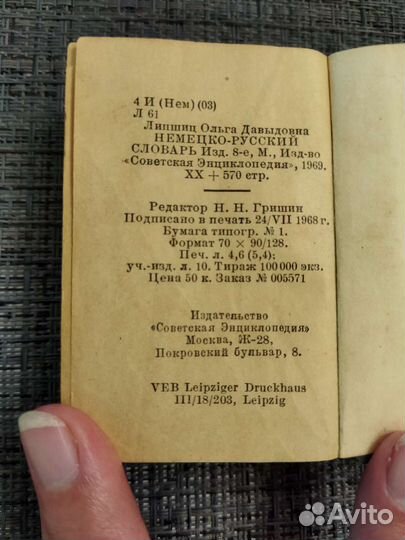 4 И (Нем) (03)
Л 61
Липшиц Ольга Давыдовна
НЕМЕЦКО-РУССКИЙ
СЛОВАРЬ Изд. 8-е, М., Изд-во
«Советская Энциклопедия», 1969.
XX + 570 стр.
Редактор Н. Н. Гришин
Подписано в печать 24/VII 1968 г.
Бумага типогр. № 1.
Формат 70 × 90/128.
Печ. л. 4,6 (5,4);
уч.-изд. л. 10. Тираж 100000 экз.
Цена 50 к. Заказ № 005571
Издательство
«Советская Энциклопедия»
Москва, Ж-28,
Покровский бульвар, 8.
VEB Leipziger Druckhaus
III/18/203, Leipzig
Avito